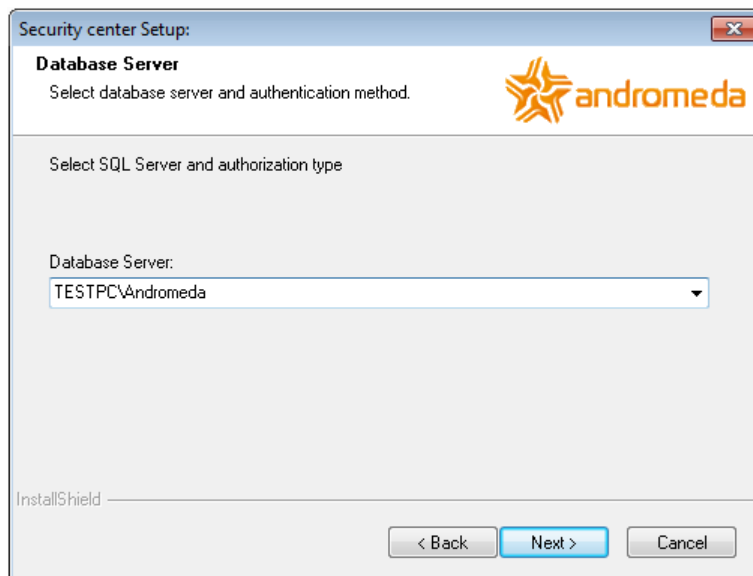 Security center Setup:
Database Server
Select database server and authentication method.
andromeda
Select SQL Server and authorization type
Database Server:
TESTPC\Andromeda
InstallShield
< Back
Next >
Cancel